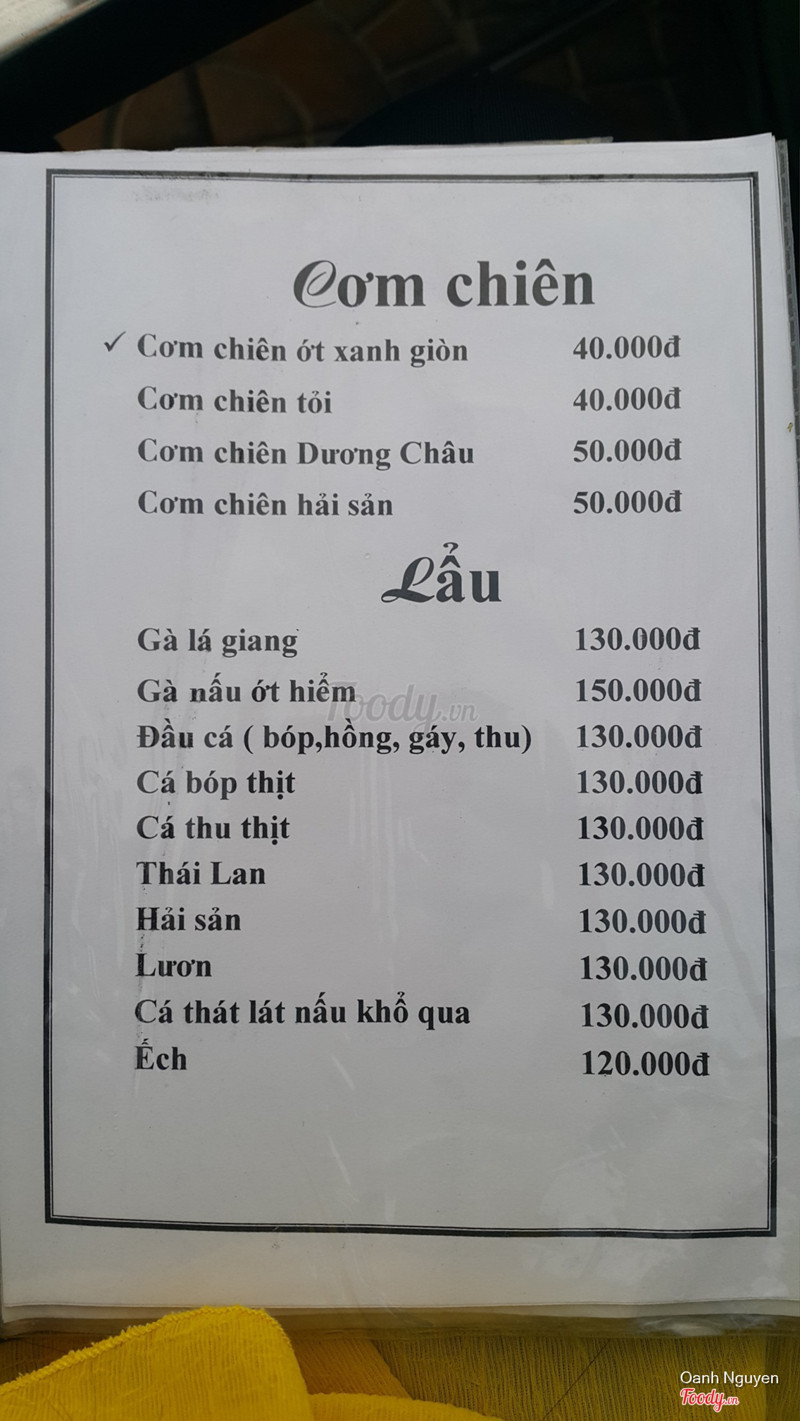 Cơm chiên
✓ Cơm chiên ớt xanh giòn 40.000đ
Cơm chiên tỏi 40.000đ
Cơm chiên Dương Châu 50.000đ
Cơm chiên hải sản 50.000đ
Lẩu
Gà lá giang 130.000đ
Gà nấu ớt hiểm 150.000đ
Foody.vn
Đầu cá ( bóp,hồng, gáy, thu) 130.000đ
Cá bóp thịt 130.000đ
Cá thu thịt 130.000đ
Thái Lan 130.000đ
Hải sản 130.000đ
Lươn 130.000đ
Cá thát lát nấu khổ qua 130.000đ
Ếch 120.000đ
Oanh Nguyen
Foody.vn